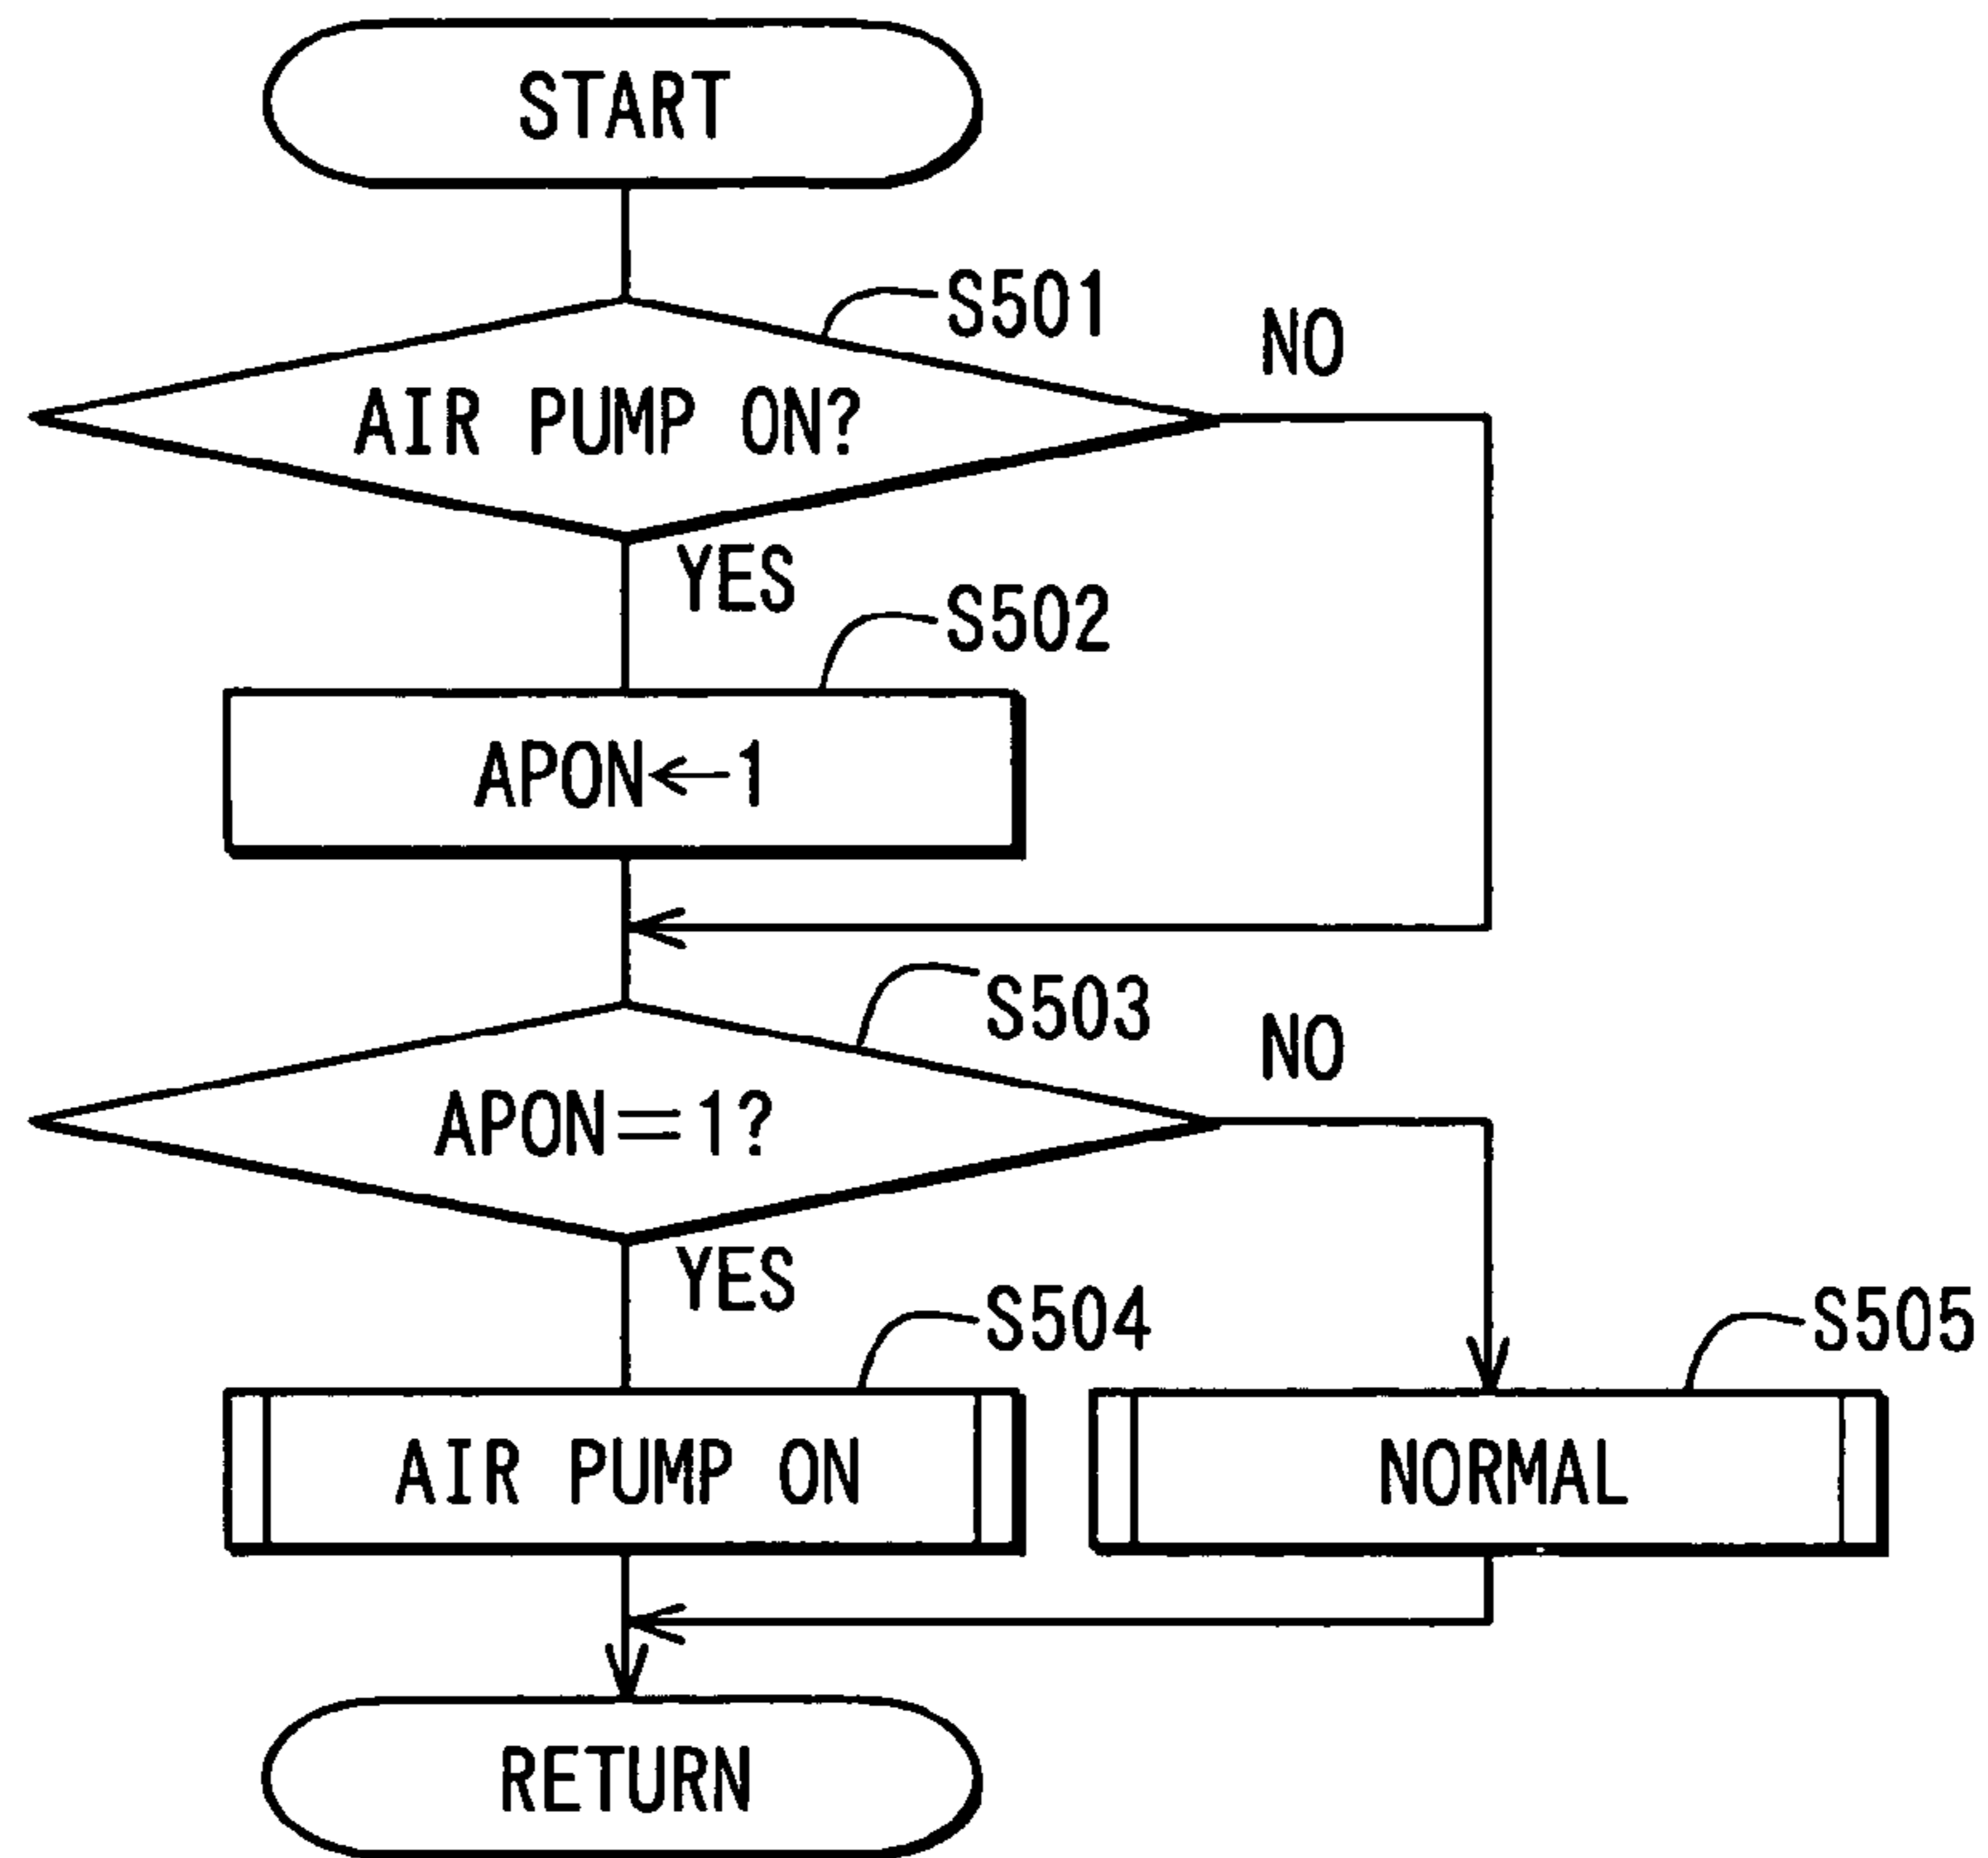 START
S501
NO
AIR PUMP ON?
YES
S502
APON←1
S503
NO
APON=1?
YES
S504
S505
AIR PUMP ON
NORMAL
RETURN